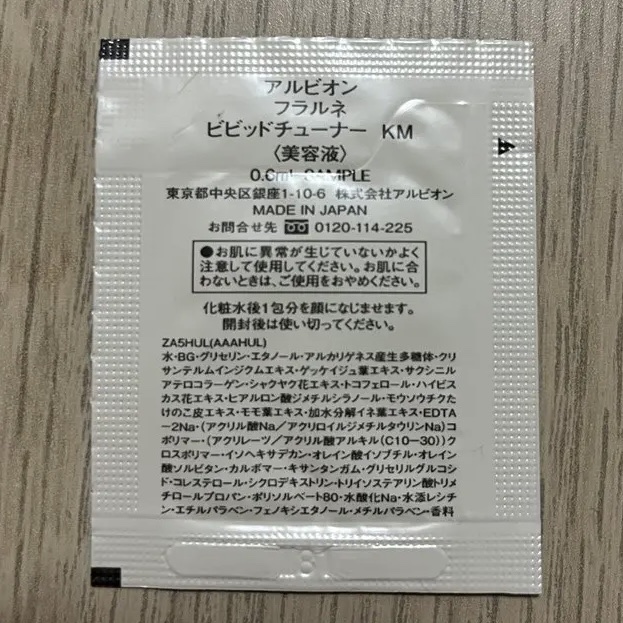 アルビオン
フラルネ
ビビッドチューナー KM
〈美容液〉
0.6mL SAMPLE
東京都中央区銀座1-10-6 株式会社アルビオン
MADE IN JAPAN
お問合せ先 0120-114-225
●お肌に異常が生じていないかよく
注意して使用してください。お肌に合
わないときは、ご使用をおやめください。
化粧水後1包分を顔になじませます。
開封後は使い切ってください。
ZA5HUL(AAAHUL)
水・BG・グリセリン・エタノール・アルカリゲネス産生多糖体・クリ
サンテルムインジクムエキス・ゲッケイジュ葉エキス・サクシニル
アテロコラーゲン・シャクヤク花エキス・トコフェロール・ハイビス
カス花エキス・ヒアルロン酸ジメチルシラノール・モウソウチクた
けのこ皮エキス・モモ葉エキス・加水分解イネ葉エキス・EDTA
-2Na・(アクリル酸Na/アクリロイルジメチルタウリンNa)コ
ポリマー・(アクリレーツ/アクリル酸アルキル(C10-30))ク
ロスポリマー・イソヘキサデカン・オレイン酸イソブチル・オレイン
酸ソルビタン・カルボマー・キサンタンガム・グリセリルグルコシ
ド・コレステロール・シクロデキストリン・トリイソステアリン酸トリメ
チロールプロパン・ポリソルベート80・水酸化Na・水添レシチ
ン・エチルパラベン・フェノキシエタノール・メチルパラベン・香料
8